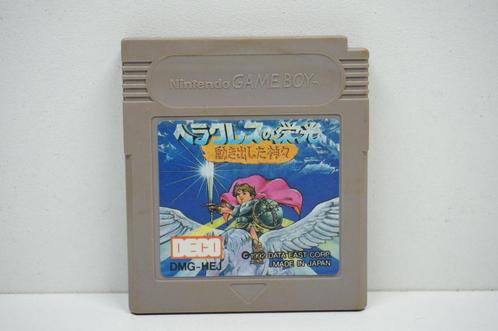 Nintendo GAME BOY™
ヘラクレスの栄光
動き出した神々
DECO
DMG-HEJ
© 1992 DATA EAST CORP.
MADE IN JAPAN